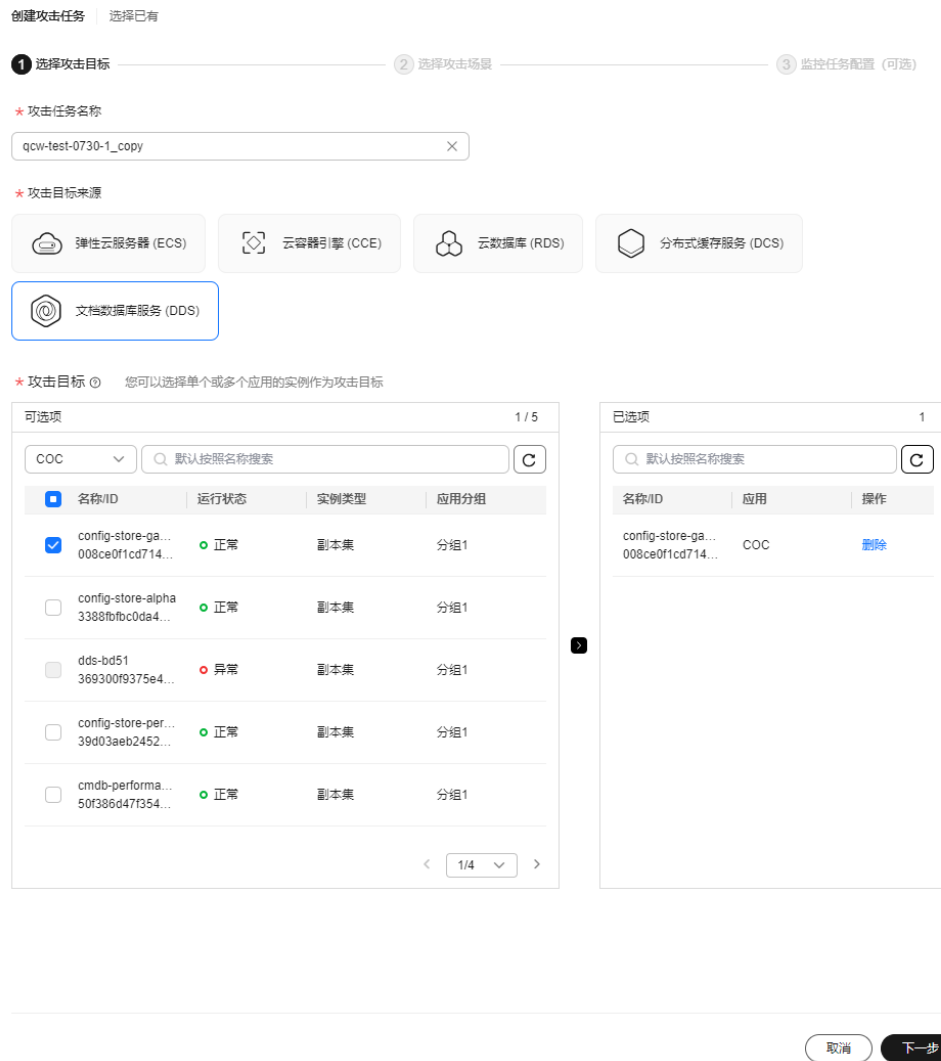 创建攻击任务 选择已有
1 选择攻击目标 2 选择攻击场景 3 监控任务配置（可选）
* 攻击任务名称
qcw-test-0730-1_copy
* 攻击目标来源
弹性云服务器 (ECS) 云容器引擎 (CCE) 云数据库 (RDS) 分布式缓存服务 (DCS)
文档数据库服务 (DDS)
* 攻击目标 您可以选择单个或多个应用的实例作为攻击目标
可选项 1 / 5 已选项 1
COC 默认按照名称搜索 默认按照名称搜索
名称/ID 运行状态 实例类型 应用分组 名称/ID 应用 操作
config-store-ga... 正常 副本集 分组1 config-store-ga... COC 删除
008ce0f1cd714... 008ce0f1cd714...
config-store-alpha 正常 副本集 分组1
3388fbfbc0da4...
dds-bd51 异常 副本集 分组1
369300f9375e4...
config-store-per... 正常 副本集 分组1
39d03aeb2452...
cmdb-performa... 正常 副本集 分组1
50f386d47f354...
1/4
取消 下一步